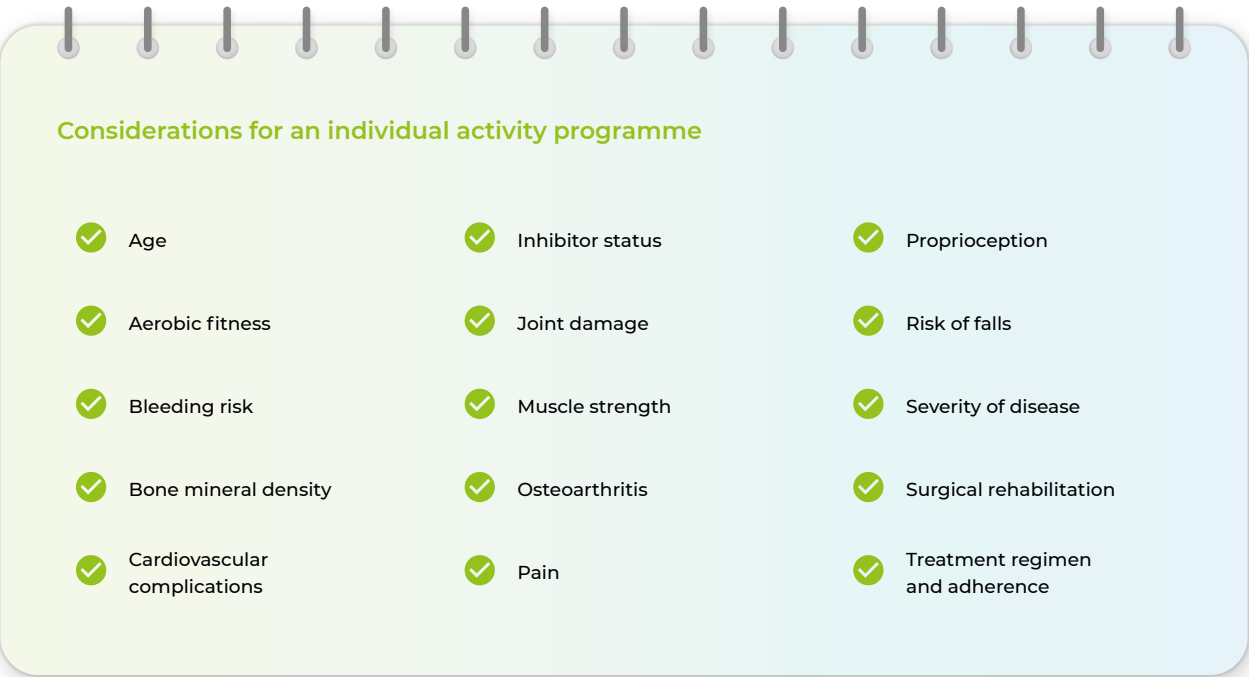 Considerations for an individual activity programme
Age
Aerobic fitness
Bleeding risk
Bone mineral density
Cardiovascular
complications
Inhibitor status
Joint damage
Muscle strength
Osteoarthritis
Pain
Proprioception
Risk of falls
Severity of disease
Surgical rehabilitation
Treatment regimen
and adherence